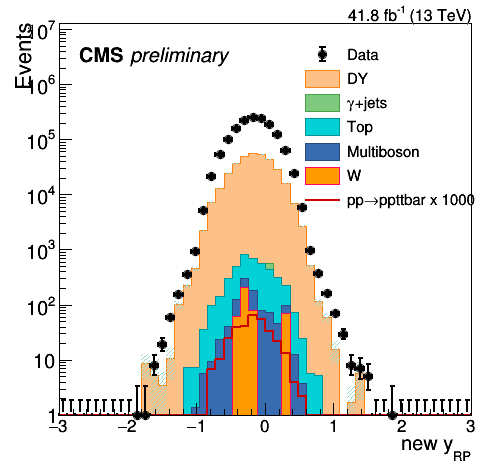 41.8 fb⁻¹ (13 TeV)
Events
CMS preliminary
Data
DY
γ+jets
Top
Multiboson
W
pp→ppttbar x 1000
10⁷
10⁶
10⁵
10⁴
10³
10²
10
1
−3 −2 −1 0 1 2 3
new y_RP